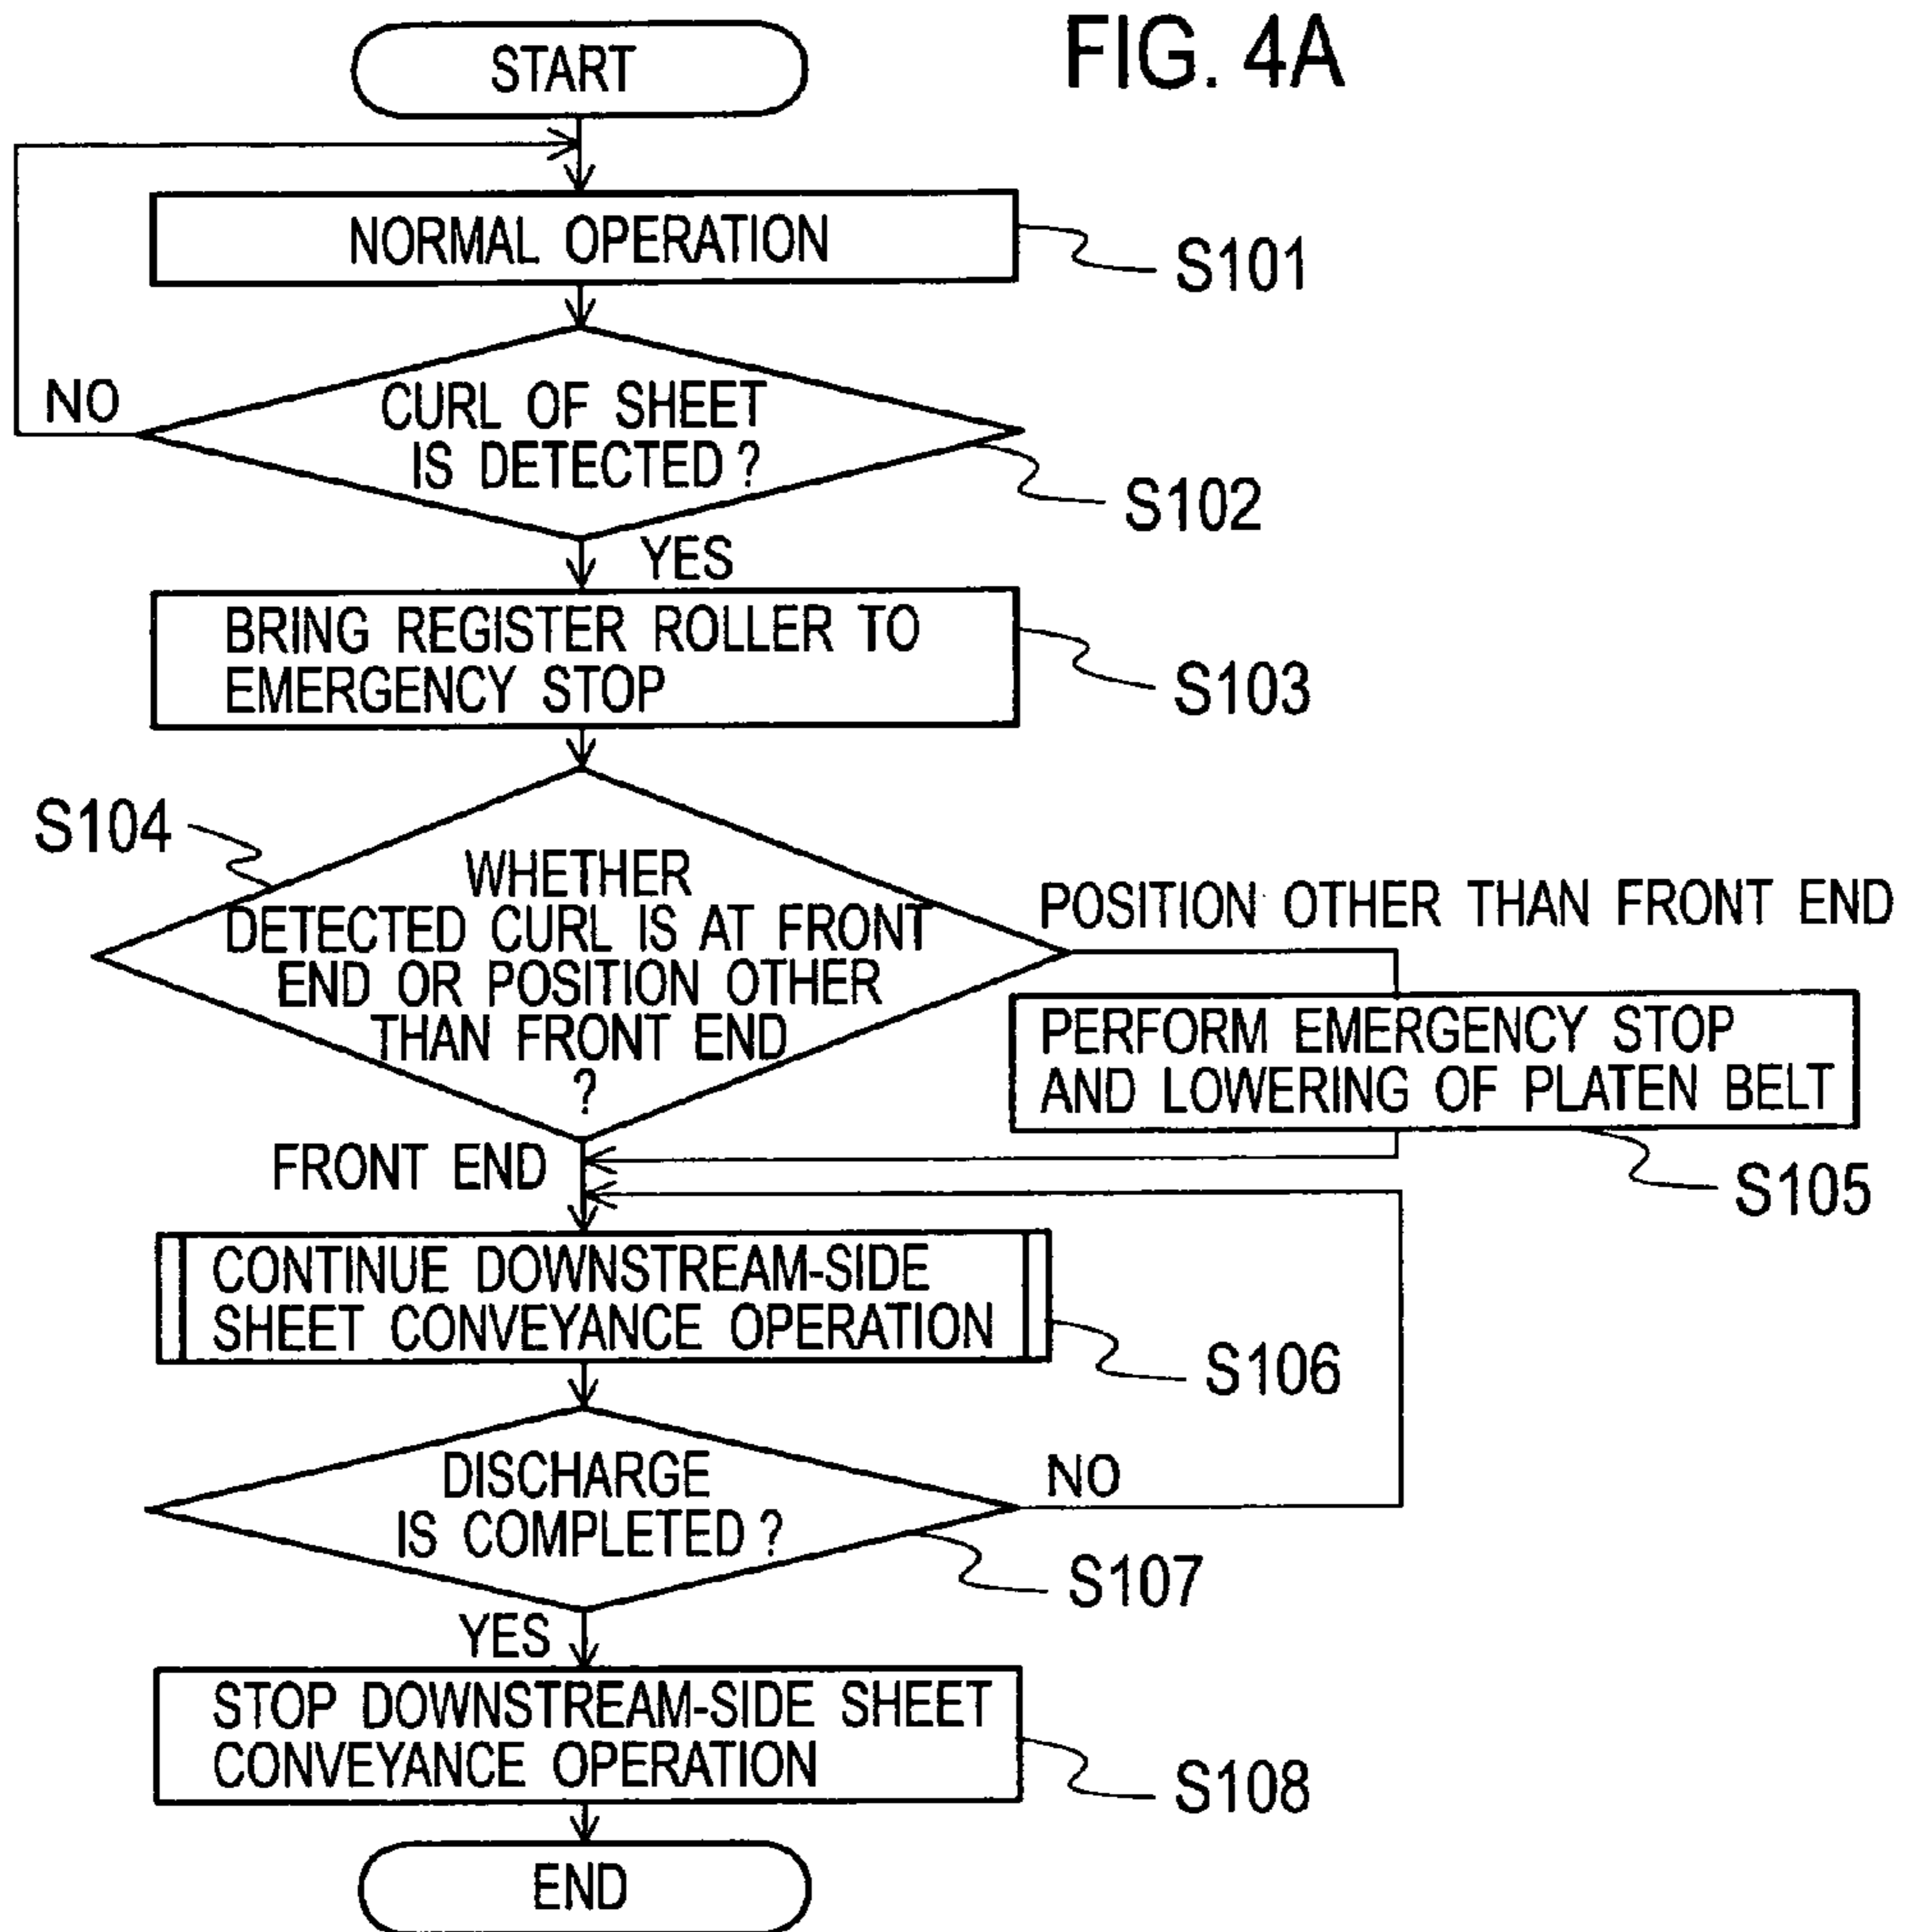 FIG. 4A
START
NORMAL OPERATION
S101
NO
CURL OF SHEET
IS DETECTED?
S102
YES
BRING REGISTER ROLLER TO
EMERGENCY STOP
S103
S104
WHETHER
DETECTED CURL IS AT FRONT
END OR POSITION OTHER
THAN FRONT END
?
POSITION OTHER THAN FRONT END
PERFORM EMERGENCY STOP
AND LOWERING OF PLATEN BELT
S105
FRONT END
CONTINUE DOWNSTREAM-SIDE
SHEET CONVEYANCE OPERATION
S106
DISCHARGE
IS COMPLETED?
NO
S107
YES
STOP DOWNSTREAM-SIDE SHEET
CONVEYANCE OPERATION
S108
END